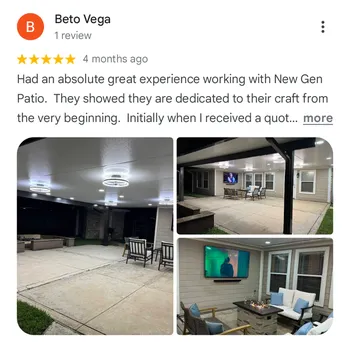 B
Beto Vega
1 review
4 months ago
Had an absolute great experience working with New Gen
Patio. They showed they are dedicated to their craft from
the very beginning. Initially when I received a quot... more